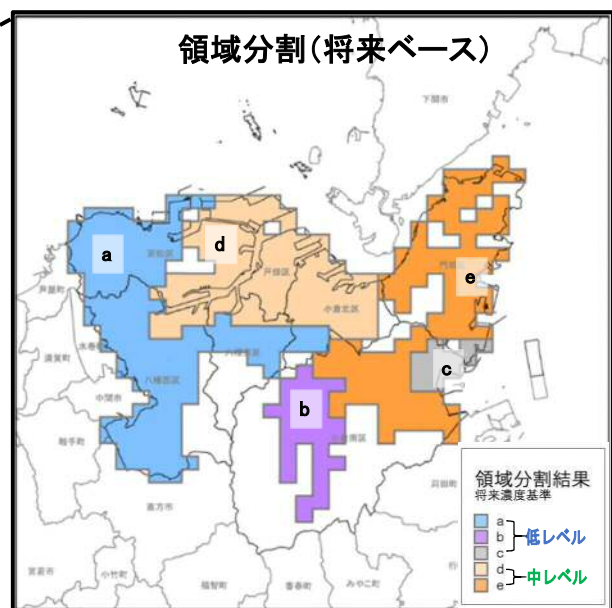 領域分割(将来ベース)
下関市
若松区
a
d
戸畑区
門司区
e
芦屋町
小倉北区
水巻町
遠賀町
八幡東区
八幡西区
c
中間市
b
小倉南区
鞍手町
苅田町
直方市
宮若市
小竹町
福智町
香春町
みやこ町
行
領域分割結果
将来濃度基準
a
b
c
低レベル
d
e
中レベル